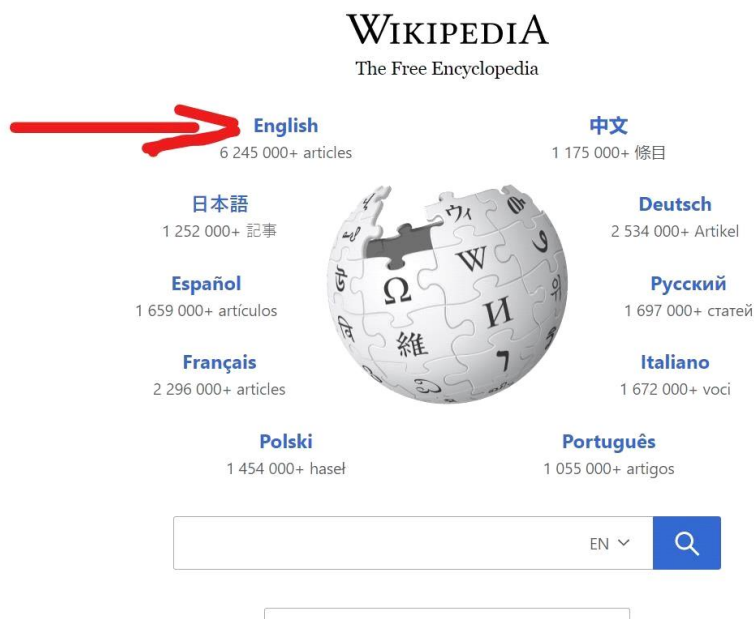 WIKIPEDIA
The Free Encyclopedia
English
6 245 000+ articles
中文
1 175 000+ 條目
日本語
1 252 000+ 記事
Deutsch
2 534 000+ Artikel
Español
1 659 000+ artículos
Русский
1 697 000+ статей
Français
2 296 000+ articles
Italiano
1 672 000+ voci
Polski
1 454 000+ haseł
Português
1 055 000+ artigos
Ω
W
И
維
ウィ
EN